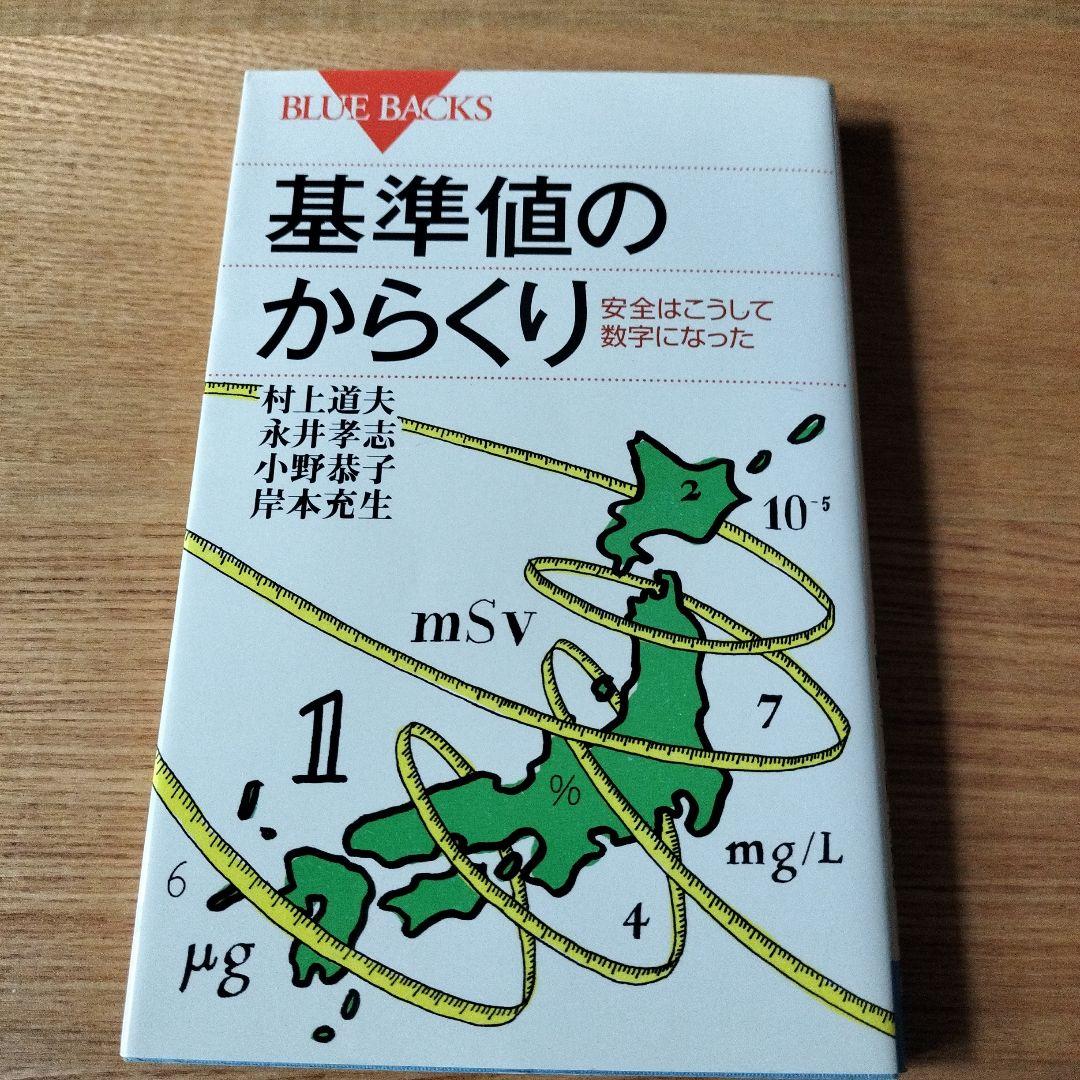 BLUE BACKS
基準値の
からくり
安全はこうして
数字になった
村上道夫
永井孝志
小野恭子
岸本充生
2
10⁻⁵
mSv
7
1
%
mg/L
6
4
μg